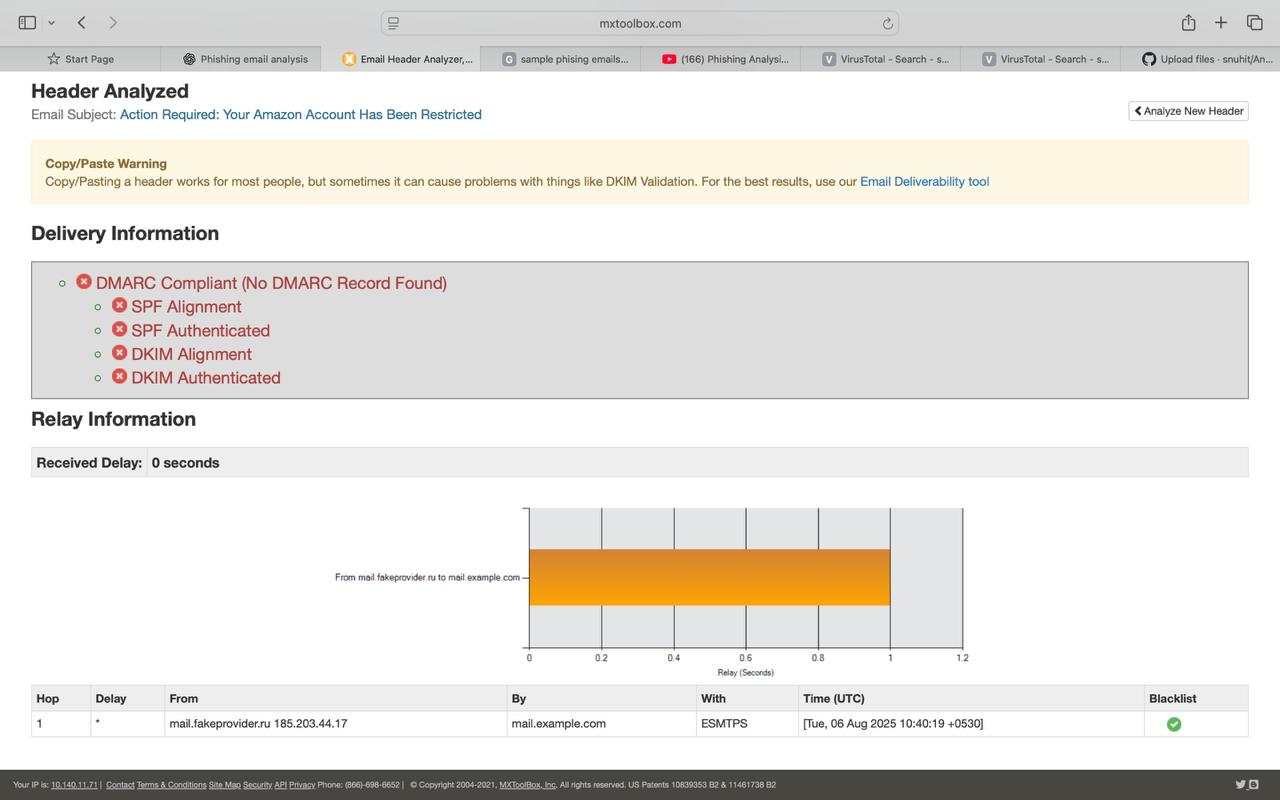 mxtoolbox.com
Start Page
Phishing email analysis
Email Header Analyzer,...
G sample phising emails...
(166) Phishing Analysi...
V VirusTotal - Search - s...
V VirusTotal - Search - s...
Upload files · snuhit/An...
Header Analyzed
Email Subject: Action Required: Your Amazon Account Has Been Restricted
Analyze New Header
Copy/Paste Warning
Copy/Pasting a header works for most people, but sometimes it can cause problems with things like DKIM Validation. For the best results, use our Email Deliverability tool
Delivery Information
DMARC Compliant (No DMARC Record Found)
SPF Alignment
SPF Authenticated
DKIM Alignment
DKIM Authenticated
Relay Information
Received Delay: 0 seconds
From mail.fakeprovider.ru to mail.example.com
0 0.2 0.4 0.6 0.8 1 1.2
Relay (Seconds)
Hop Delay From By With Time (UTC) Blacklist
1 * mail.fakeprovider.ru 185.203.44.17 mail.example.com ESMTPS [Tue, 06 Aug 2025 10:40:19 +0530]
Your IP is: 10.140.11.71 | Contact Terms & Conditions Site Map Security API Privacy Phone: (866)-698-6652 | © Copyright 2004-2021, MXToolBox, Inc, All rights reserved. US Patents 10839353 B2 & 11461738 B2